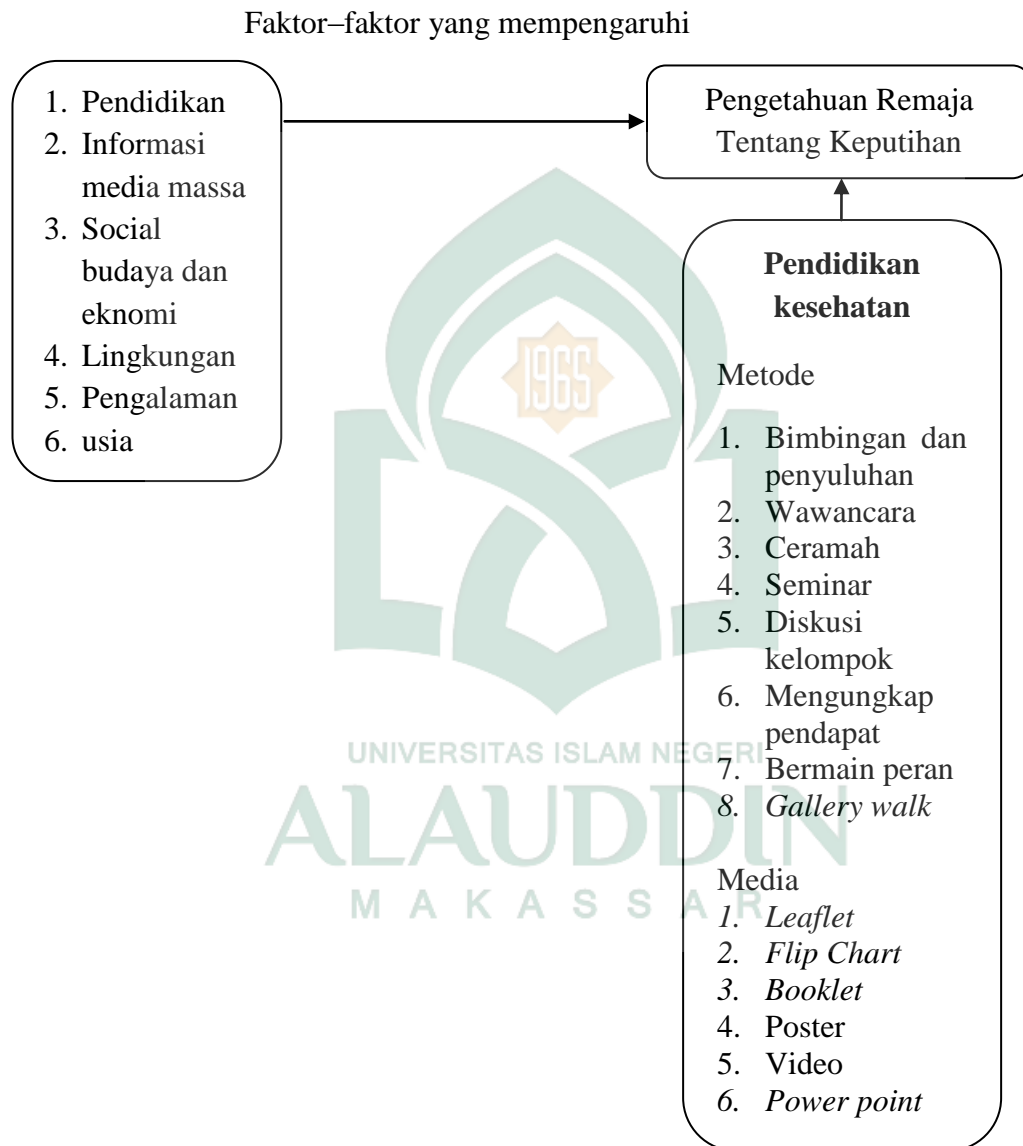 Faktor–faktor yang mempengaruhi
1. Pendidikan
2. Informasi
media massa
3. Social
budaya dan
eknomi
4. Lingkungan
5. Pengalaman
6. usia
Pengetahuan Remaja
Tentang Keputihan
Pendidikan
kesehatan
Metode
1. Bimbingan dan
penyuluhan
2. Wawancara
3. Ceramah
4. Seminar
5. Diskusi
kelompok
6. Mengungkap
pendapat
7. Bermain peran
8. Gallery walk
Media
1. Leaflet
2. Flip Chart
3. Booklet
4. Poster
5. Video
6. Power point
1965
UNIVERSITAS ISLAM NEGERI
ALAUDDIN
MAKASSAR